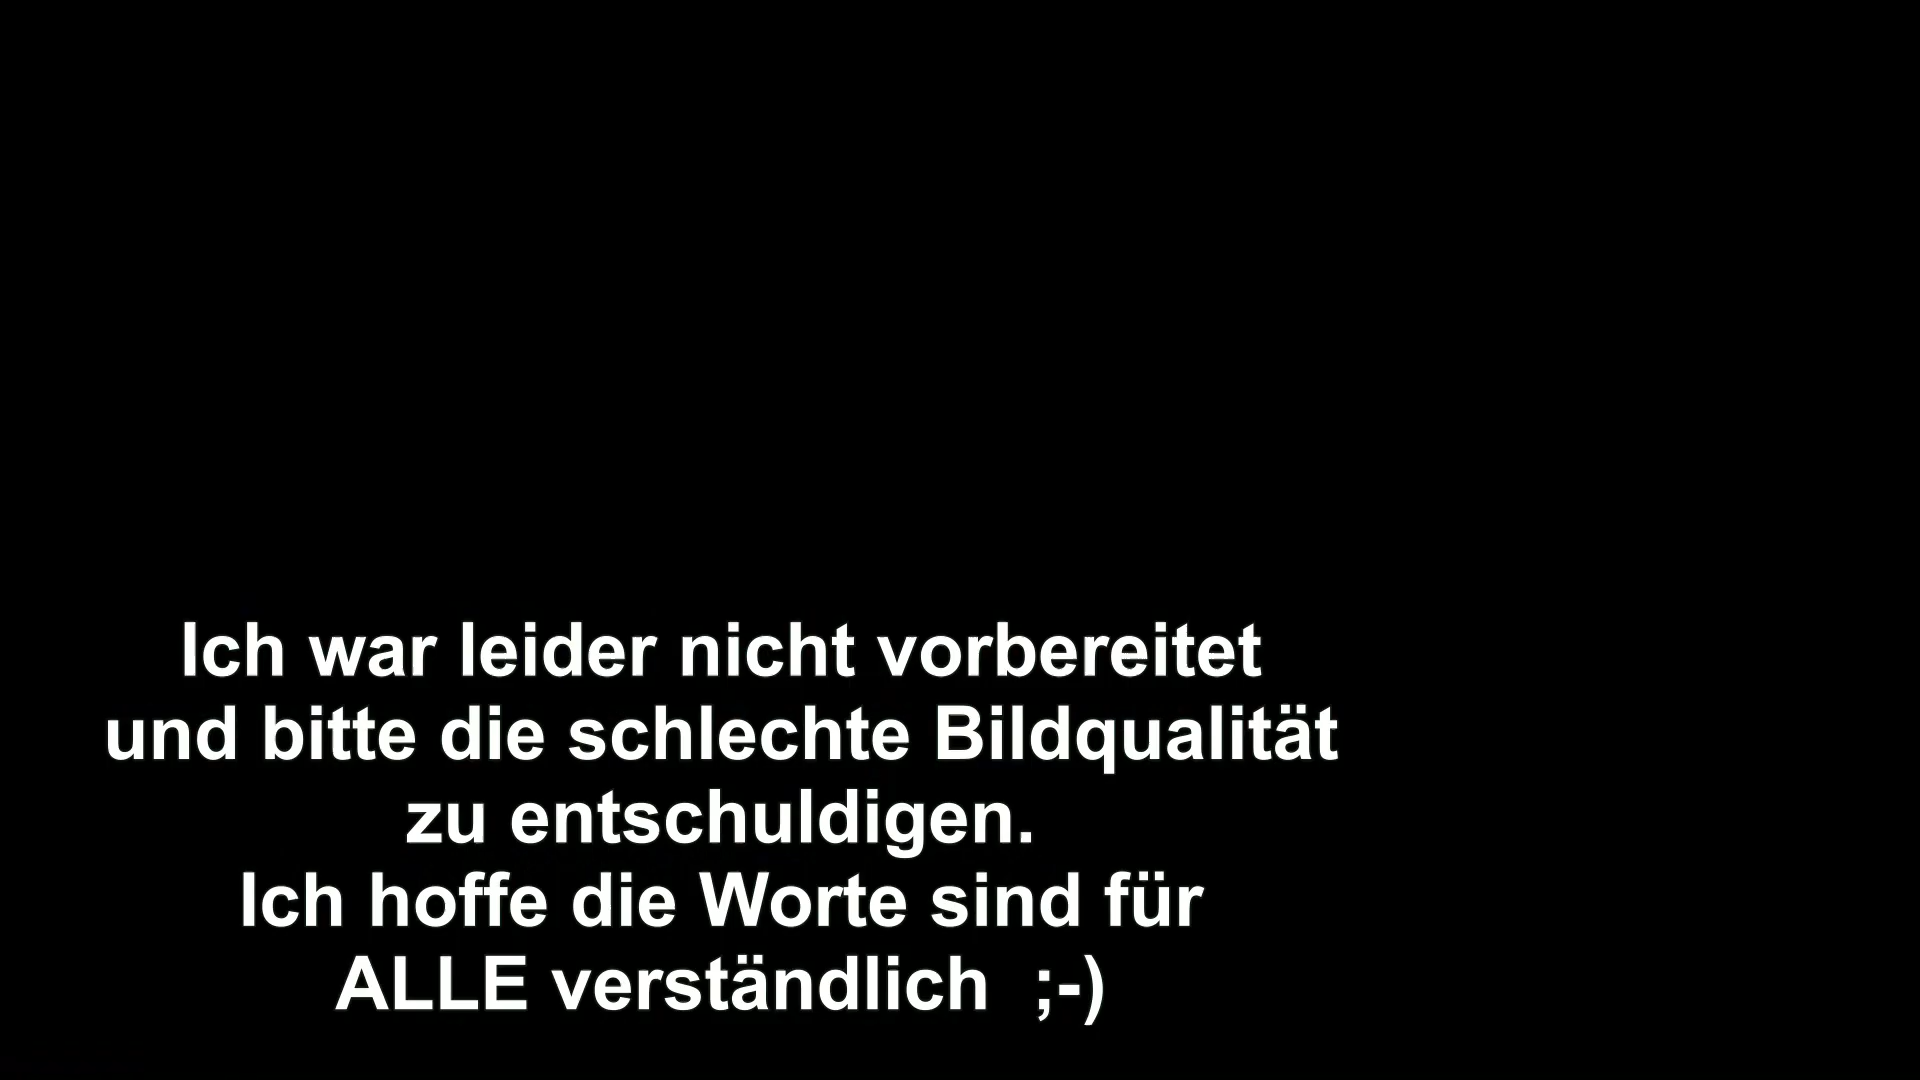 Ich war leider nicht vorbereitet
und bitte die schlechte Bildqualität
zu entschuldigen.
Ich hoffe die Worte sind für
ALLE verständlich  ;-)